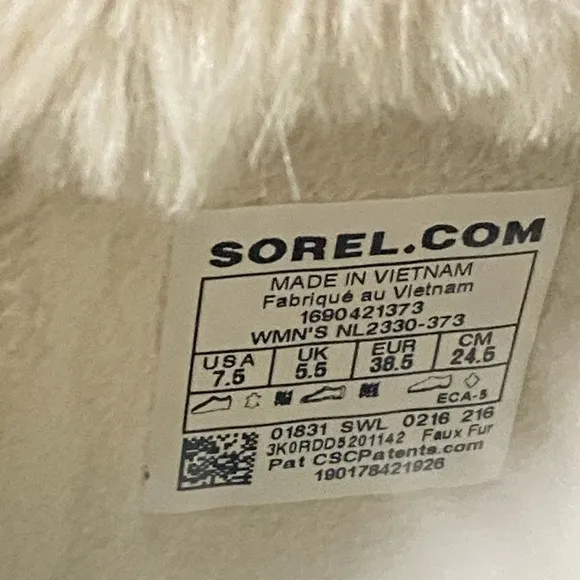 SOREL.COM
MADE IN VIETNAM
Fabriqué au Vietnam
1690421373
WMN'S NL2330-373
USA UK EUR CM
7.5 5.5 38.5 24.5
ECA-5
01831 SWL 0216 216
3K0RDD5201142 Faux Fur
Pat CSCPatents.com
190178421926